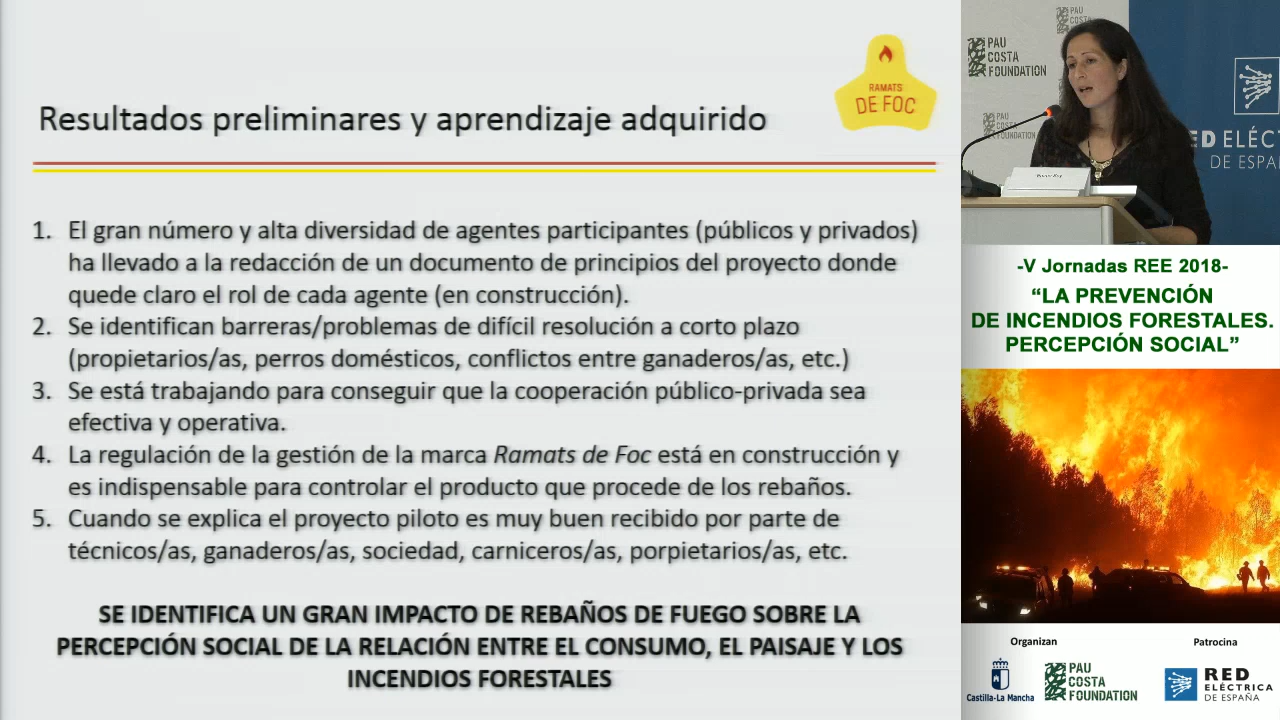 Resultados preliminares y aprendizaje adquirido
RAMATS
DE FOC
1. El gran número y alta diversidad de agentes participantes (públicos y privados)
ha llevado a la redacción de un documento de principios del proyecto donde
quede claro el rol de cada agente (en construcción).
2. Se identifican barreras/problemas de difícil resolución a corto plazo
(propietarios/as, perros domésticos, conflictos entre ganaderos/as, etc.)
3. Se está trabajando para conseguir que la cooperación público-privada sea
efectiva y operativa.
4. La regulación de la gestión de la marca Ramats de Foc está en construcción y
es indispensable para controlar el producto que procede de los rebaños.
5. Cuando se explica el proyecto piloto es muy buen recibido por parte de
técnicos/as, ganaderos/as, sociedad, carniceros/as, porpietarios/as, etc.
SE IDENTIFICA UN GRAN IMPACTO DE REBAÑOS DE FUEGO SOBRE LA
PERCEPCIÓN SOCIAL DE LA RELACIÓN ENTRE EL CONSUMO, EL PAISAJE Y LOS
INCENDIOS FORESTALES
PAU
COSTA
PAU
COSTA
FOUNDATION
COSTA
FOUNDATION
ED ELÉC
DE ESPA
-V Jornadas REE 2018-
“LA PREVENCIÓN
DE INCENDIOS FORESTALES.
PERCEPCIÓN SOCIAL”
Organizan
Patrocina
Castilla-La Mancha
PAU
COSTA
FOUNDATION
RED
ELÉCTRICA
DE ESPAÑA